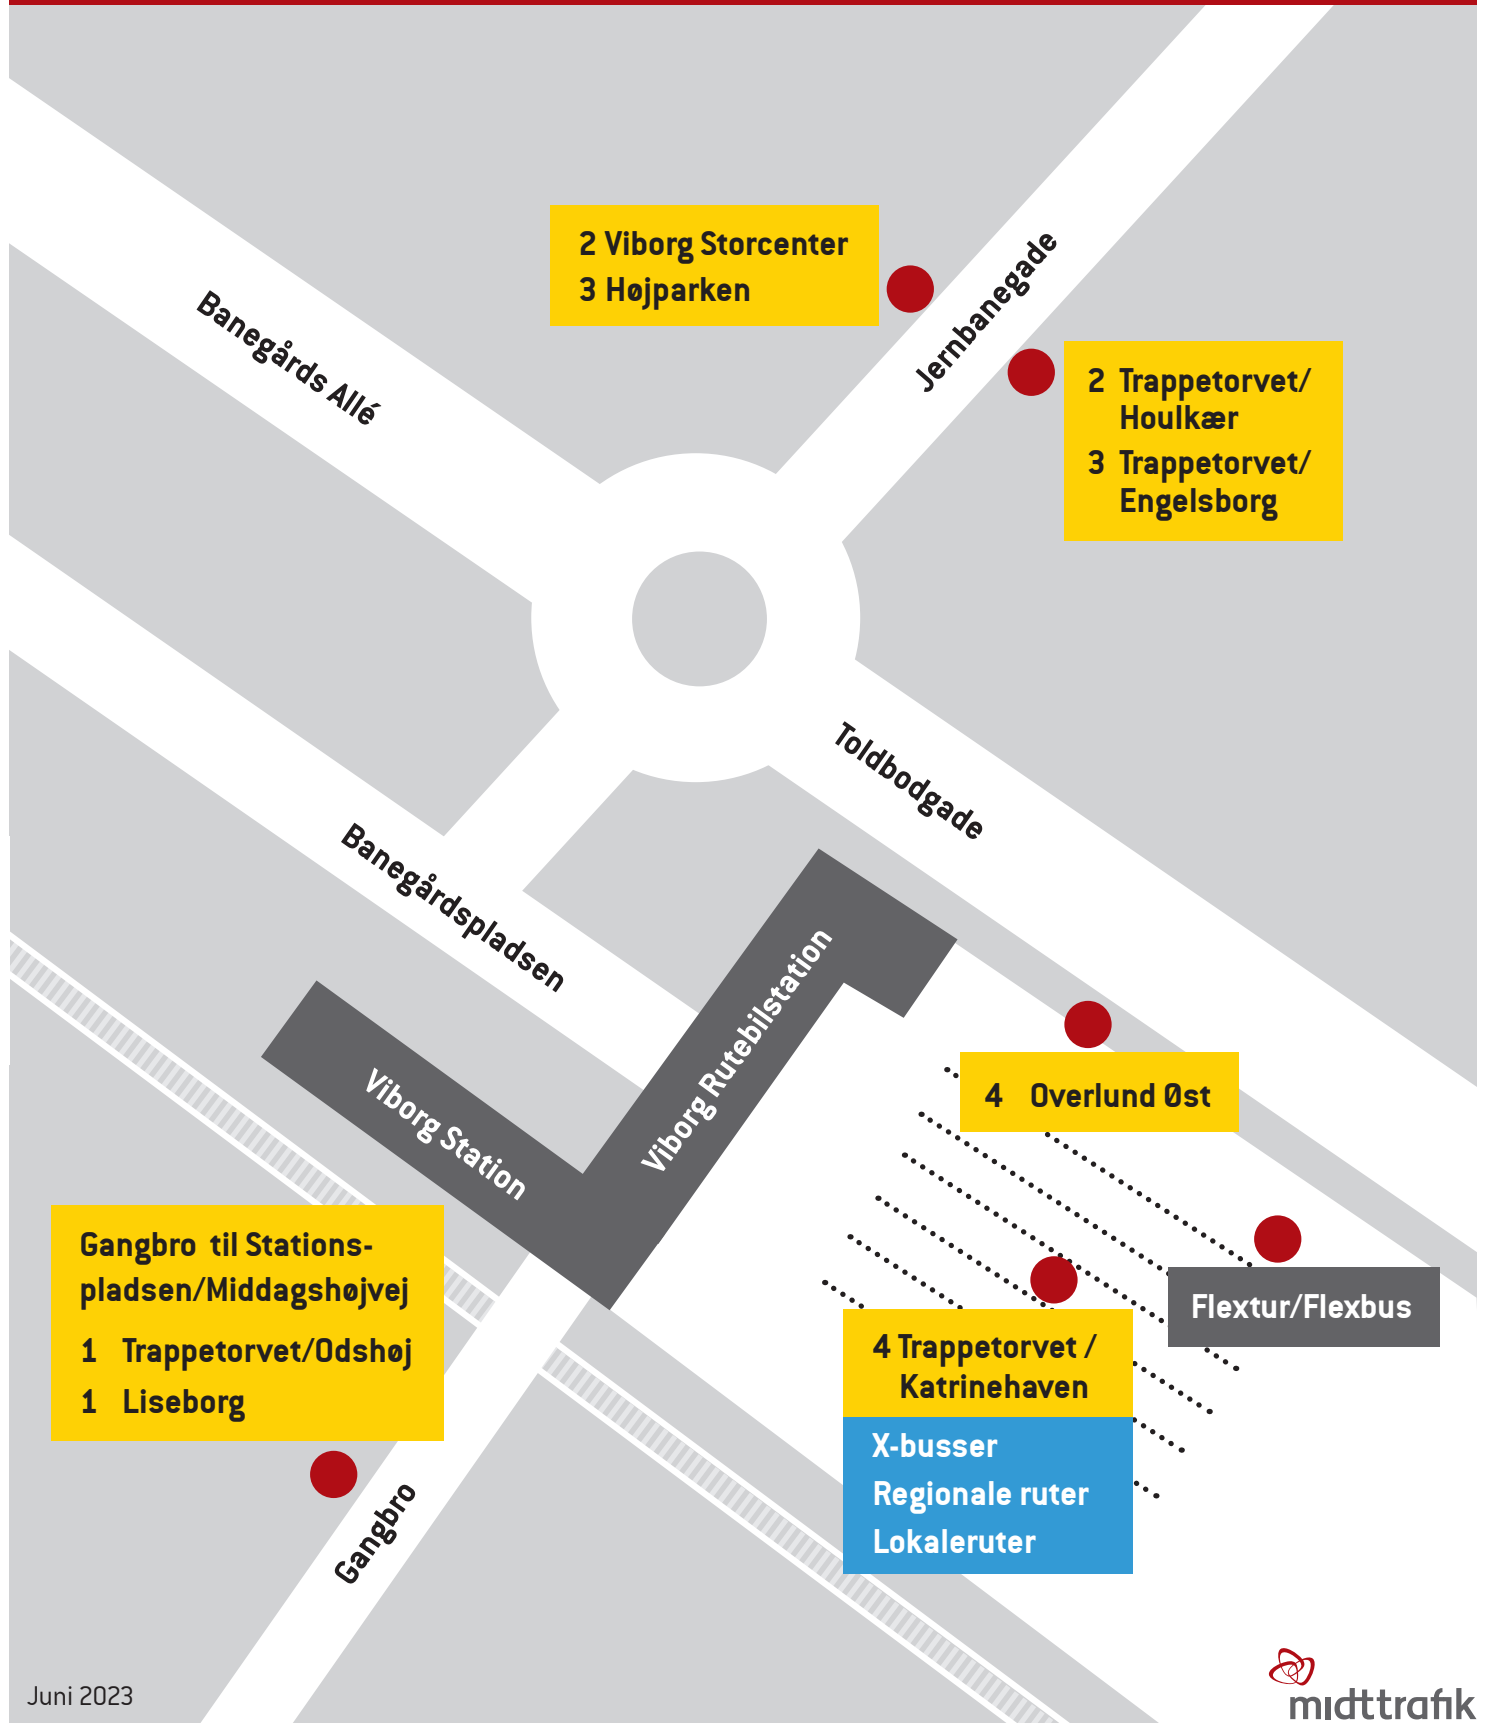 2 Viborg Storcenter
3 Højparken
Jernbanegade
Banegårds Allé
2 Trappetorvet/
Houlkær
3 Trappetorvet/
Engelsborg
Toldbodgade
Banegårdspladsen
Viborg Rutebilstation
Viborg Station
4 Overlund Øst
Gangbro til Stations-
pladsen/Middagshøjvej
1 Trappetorvet/Odshøj
1 Liseborg
Flextur/Flexbus
4 Trappetorvet /
Katrinehaven
X-busser
Regionale ruter
Lokaleruter
Gangbro
Juni 2023
midttrafik